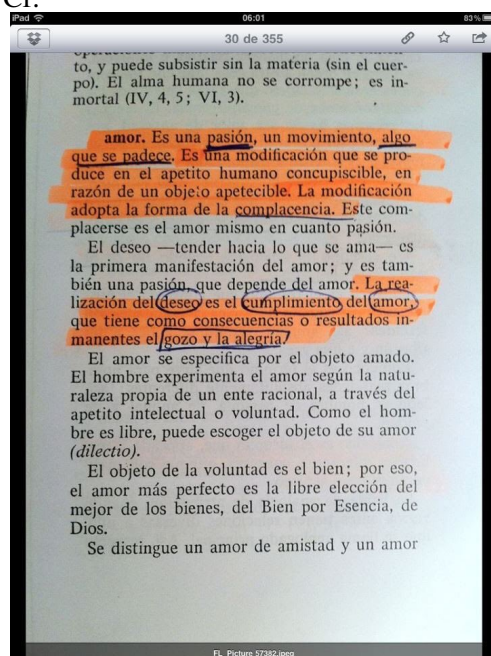 Cf.
iPad 06:01 83%
30 de 355
to, y puede subsistir sin la materia (sin el cuer-
po). El alma humana no se corrompe; es in-
mortal (IV, 4, 5; VI, 3).
amor. Es una pasión, un movimiento, algo
que se padece. Es una modificación que se pro-
duce en el apetito humano concupiscible, en
razón de un objeto apetecible. La modificación
adopta la forma de la complacencia. Este com-
placerse es el amor mismo en cuanto pasión.
El deseo —tender hacia lo que se ama— es
la primera manifestación del amor; y es tam-
bién una pasión, que depende del amor. La rea-
lización del deseo es el cumplimiento del amor,
que tiene como consecuencias o resultados in-
manentes el gozo y la alegría.
El amor se especifica por el objeto amado.
El hombre experimenta el amor según la natu-
raleza propia de un ente racional, a través del
apetito intelectual o voluntad. Como el hom-
bre es libre, puede escoger el objeto de su amor
(dilectio).
El objeto de la voluntad es el bien; por eso,
el amor más perfecto es la libre elección del
mejor de los bienes, del Bien por Esencia, de
Dios.
Se distingue un amor de amistad y un amor
FL_Picture 57382.jpeg